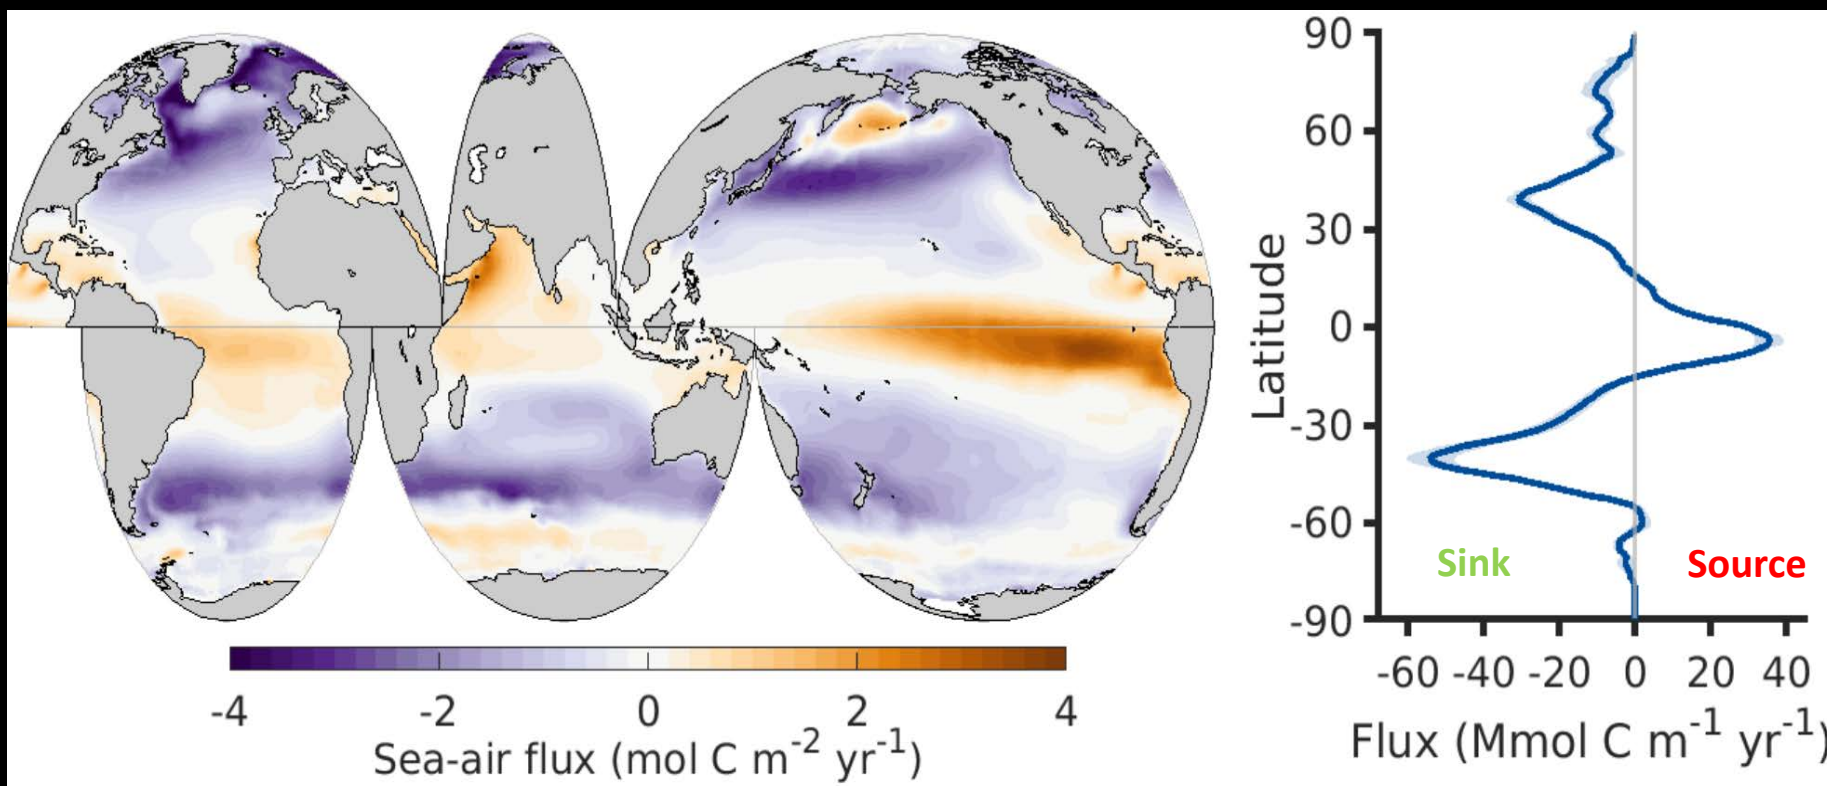 -4 -2 0 2 4
Sea-air flux (mol C m⁻² yr⁻¹)
90
60
30
0
-30
-60
-90
Latitude
Sink Source
-60 -40 -20 0 20 40
Flux (Mmol C m⁻¹ yr⁻¹)